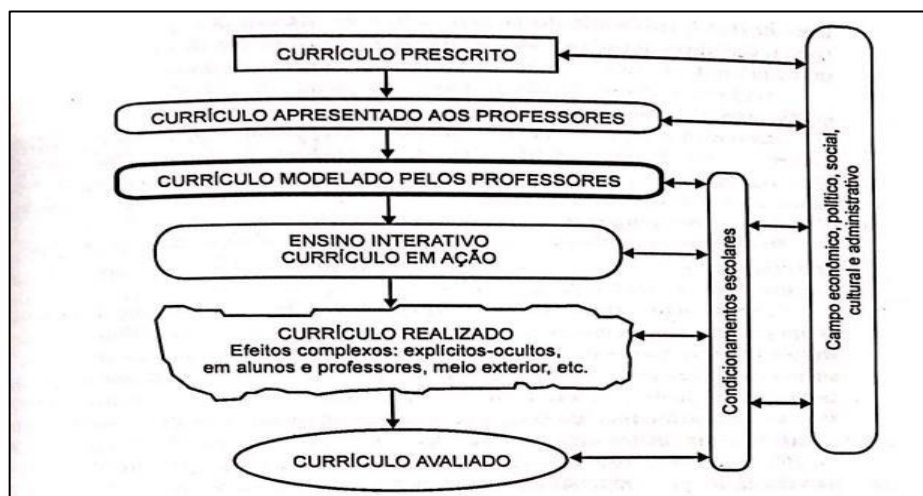 CURRÍCULO PRESCRITO
CURRÍCULO APRESENTADO AOS PROFESSORES
CURRÍCULO MODELADO PELOS PROFESSORES
ENSINO INTERATIVO
CURRÍCULO EM AÇÃO
CURRÍCULO REALIZADO
Efeitos complexos: explícitos-ocultos,
em alunos e professores, meio exterior, etc.
CURRÍCULO AVALIADO
Condicionamentos escolares
Campo econômico, político, social,
cultural e administrativo